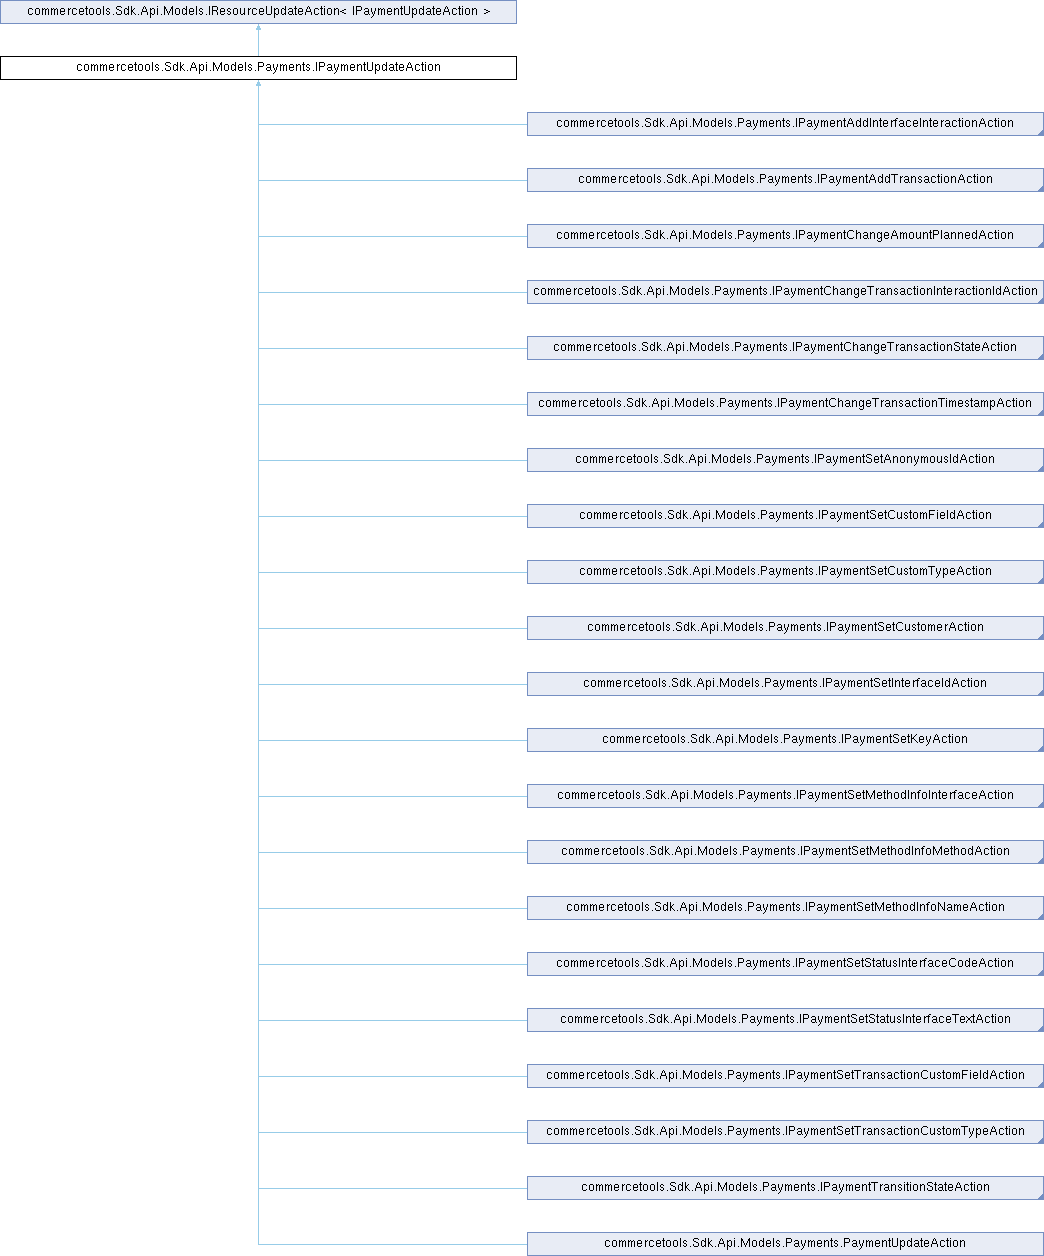 commercetools.Sdk.Api.Models.IResourceUpdateAction< IPaymentUpdateAction >
commercetools.Sdk.Api.Models.Payments.IPaymentUpdateAction
commercetools.Sdk.Api.Models.Payments.IPaymentAddInterfaceInteractionAction
commercetools.Sdk.Api.Models.Payments.IPaymentAddTransactionAction
commercetools.Sdk.Api.Models.Payments.IPaymentChangeAmountPlannedAction
commercetools.Sdk.Api.Models.Payments.IPaymentChangeTransactionInteractionIdAction
commercetools.Sdk.Api.Models.Payments.IPaymentChangeTransactionStateAction
commercetools.Sdk.Api.Models.Payments.IPaymentChangeTransactionTimestampAction
commercetools.Sdk.Api.Models.Payments.IPaymentSetAnonymousIdAction
commercetools.Sdk.Api.Models.Payments.IPaymentSetCustomFieldAction
commercetools.Sdk.Api.Models.Payments.IPaymentSetCustomTypeAction
commercetools.Sdk.Api.Models.Payments.IPaymentSetCustomerAction
commercetools.Sdk.Api.Models.Payments.IPaymentSetInterfaceIdAction
commercetools.Sdk.Api.Models.Payments.IPaymentSetKeyAction
commercetools.Sdk.Api.Models.Payments.IPaymentSetMethodInfoInterfaceAction
commercetools.Sdk.Api.Models.Payments.IPaymentSetMethodInfoMethodAction
commercetools.Sdk.Api.Models.Payments.IPaymentSetMethodInfoNameAction
commercetools.Sdk.Api.Models.Payments.IPaymentSetStatusInterfaceCodeAction
commercetools.Sdk.Api.Models.Payments.IPaymentSetStatusInterfaceTextAction
commercetools.Sdk.Api.Models.Payments.IPaymentSetTransactionCustomFieldAction
commercetools.Sdk.Api.Models.Payments.IPaymentSetTransactionCustomTypeAction
commercetools.Sdk.Api.Models.Payments.IPaymentTransitionStateAction
commercetools.Sdk.Api.Models.Payments.PaymentUpdateAction